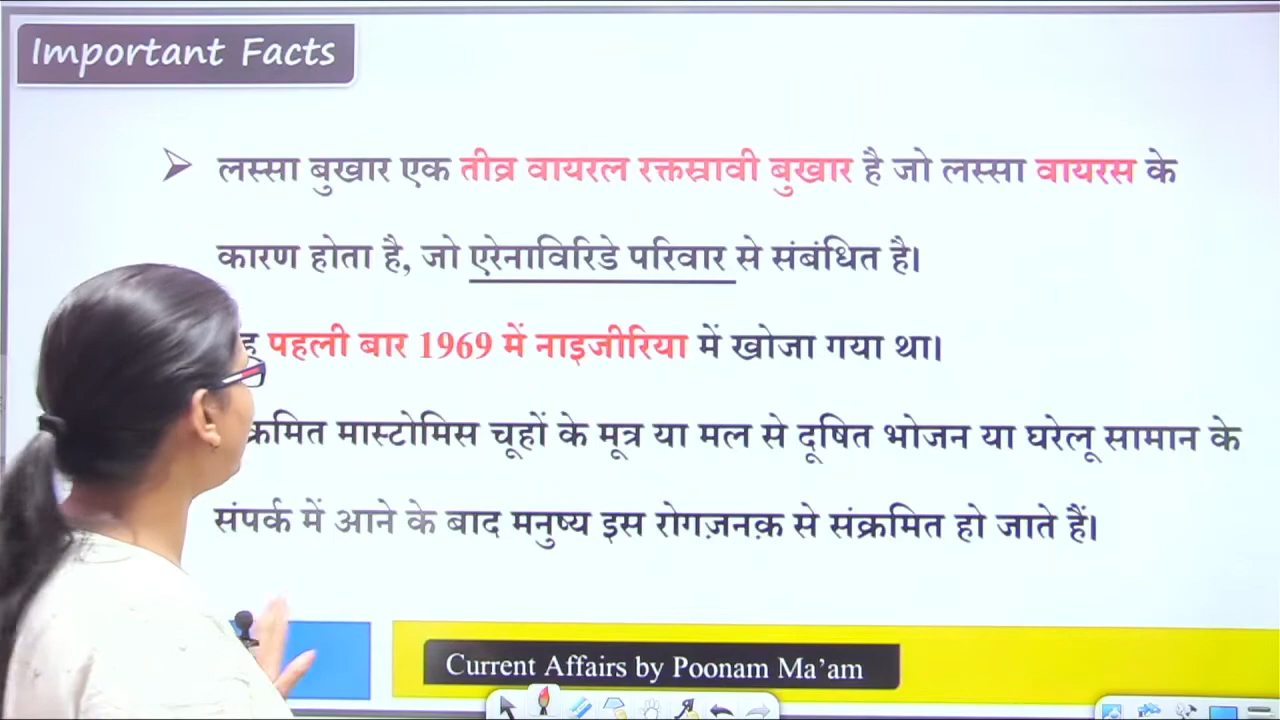 Important Facts
लस्सा बुखार एक तीव्र वायरल रक्तस्रावी बुखार है जो लस्सा वायरस के
कारण होता है, जो एरेनाविरिडे परिवार से संबंधित है।
पहली बार 1969 में नाइजीरिया में खोजा गया था।
मास्टोमिस चूहों के मूत्र या मल से दूषित भोजन या घरेलू सामान के
संपर्क में आने के बाद मनुष्य इस रोगज़नक़ से संक्रमित हो जाते हैं।
Current Affairs by Poonam Ma’am